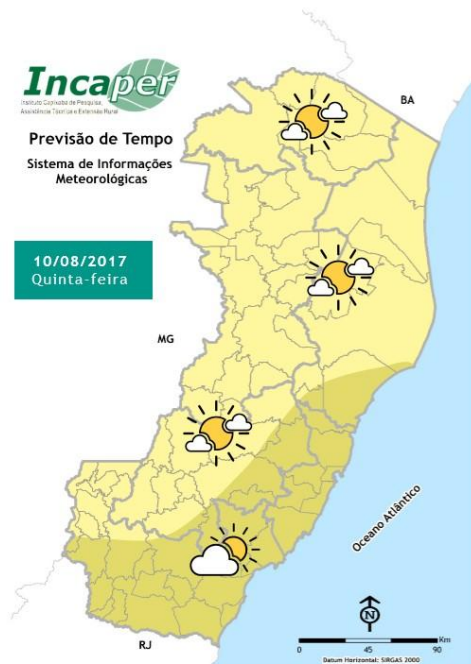 Incaper
Instituto Capixaba de Pesquisa,
Assistência Técnica e Extensão Rural
Previsão de Tempo
Sistema de Informações
Meteorológicas
10/08/2017
Quinta-feira
BA
MG
Oceano Atlântico
RJ
N
Km
0 45 90
Datum Horizontal: SIRGAS 2000